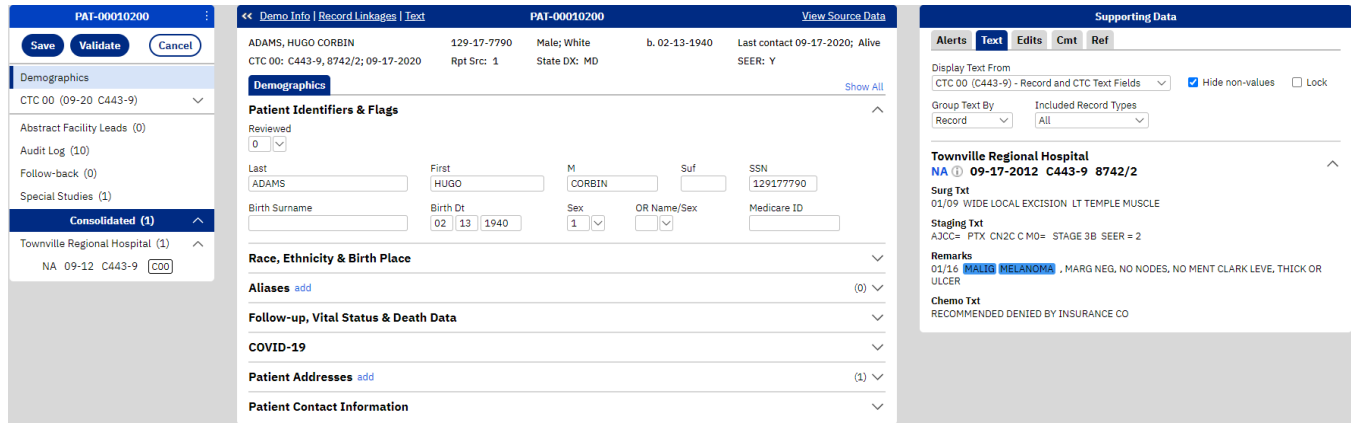 PAT-00010200
Save Validate Cancel
Demographics
CTC 00 (09-20 C443-9)
Abstract Facility Leads (0)
Audit Log (10)
Follow-back (0)
Special Studies (1)
Consolidated (1)
Townville Regional Hospital (1)
NA 09-12 C443-9 C00
<< Demo Info | Record Linkages | Text PAT-00010200 View Source Data
ADAMS, HUGO CORBIN 129-17-7790 Male; White b. 02-13-1940 Last contact 09-17-2020; Alive
CTC 00: C443-9, 8742/2; 09-17-2020 Rpt Src: 1 State DX: MD SEER: Y
Demographics Show All
Patient Identifiers & Flags
Reviewed
0
Last First M Suf SSN
ADAMS HUGO CORBIN 129177790
Birth Surname Birth Dt Sex OR Name/Sex Medicare ID
02 13 1940 1
Race, Ethnicity & Birth Place
Aliases add (0)
Follow-up, Vital Status & Death Data
COVID-19
Patient Addresses add (1)
Patient Contact Information
Supporting Data
Alerts Text Edits Cmt Ref
Display Text From
CTC 00 (C443-9) - Record and CTC Text Fields Hide non-values Lock
Group Text By Included Record Types
Record All
Townville Regional Hospital
NA 09-17-2012 C443-9 8742/2
Surg Txt
01/09 WIDE LOCAL EXCISION LT TEMPLE MUSCLE
Staging Txt
AJCC= PTX CN2C C M0= STAGE 3B SEER = 2
Remarks
01/16 MALIG MELANOMA , MARG NEG, NO NODES, NO MENT CLARK LEVE, THICK OR
ULCER
Chemo Txt
RECOMMENDED DENIED BY INSURANCE CO